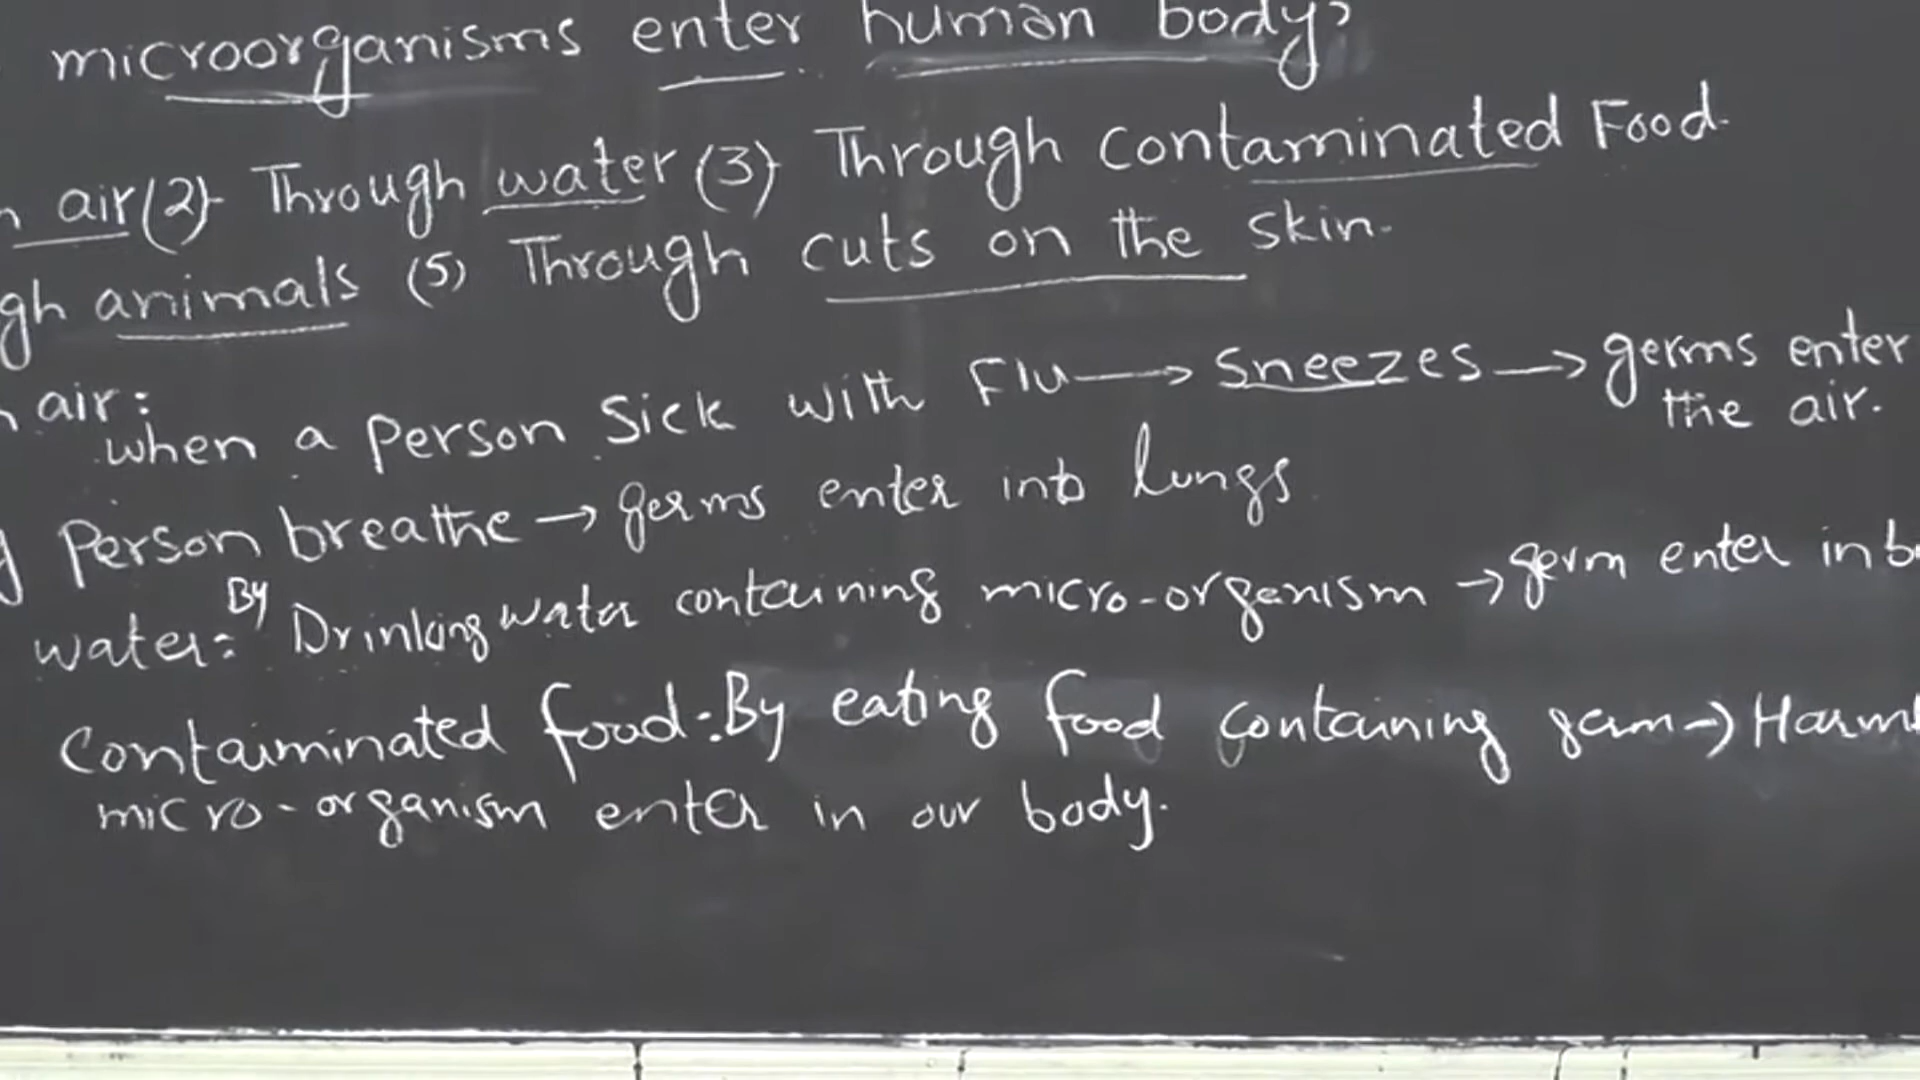 microorganisms enter human body?
air (2) Through water (3) Through contaminated Food.
gh animals (5) Through cuts on the skin.
air:
when a person sick with Flu → Sneezes → germs enter
the air.
Person breathe → germs enter into lungs
water: By Drinking water containing micro-organism → germ enter in b
Contaiminated food: By eating food containing germ → Harm
micro-organism enter in our body.